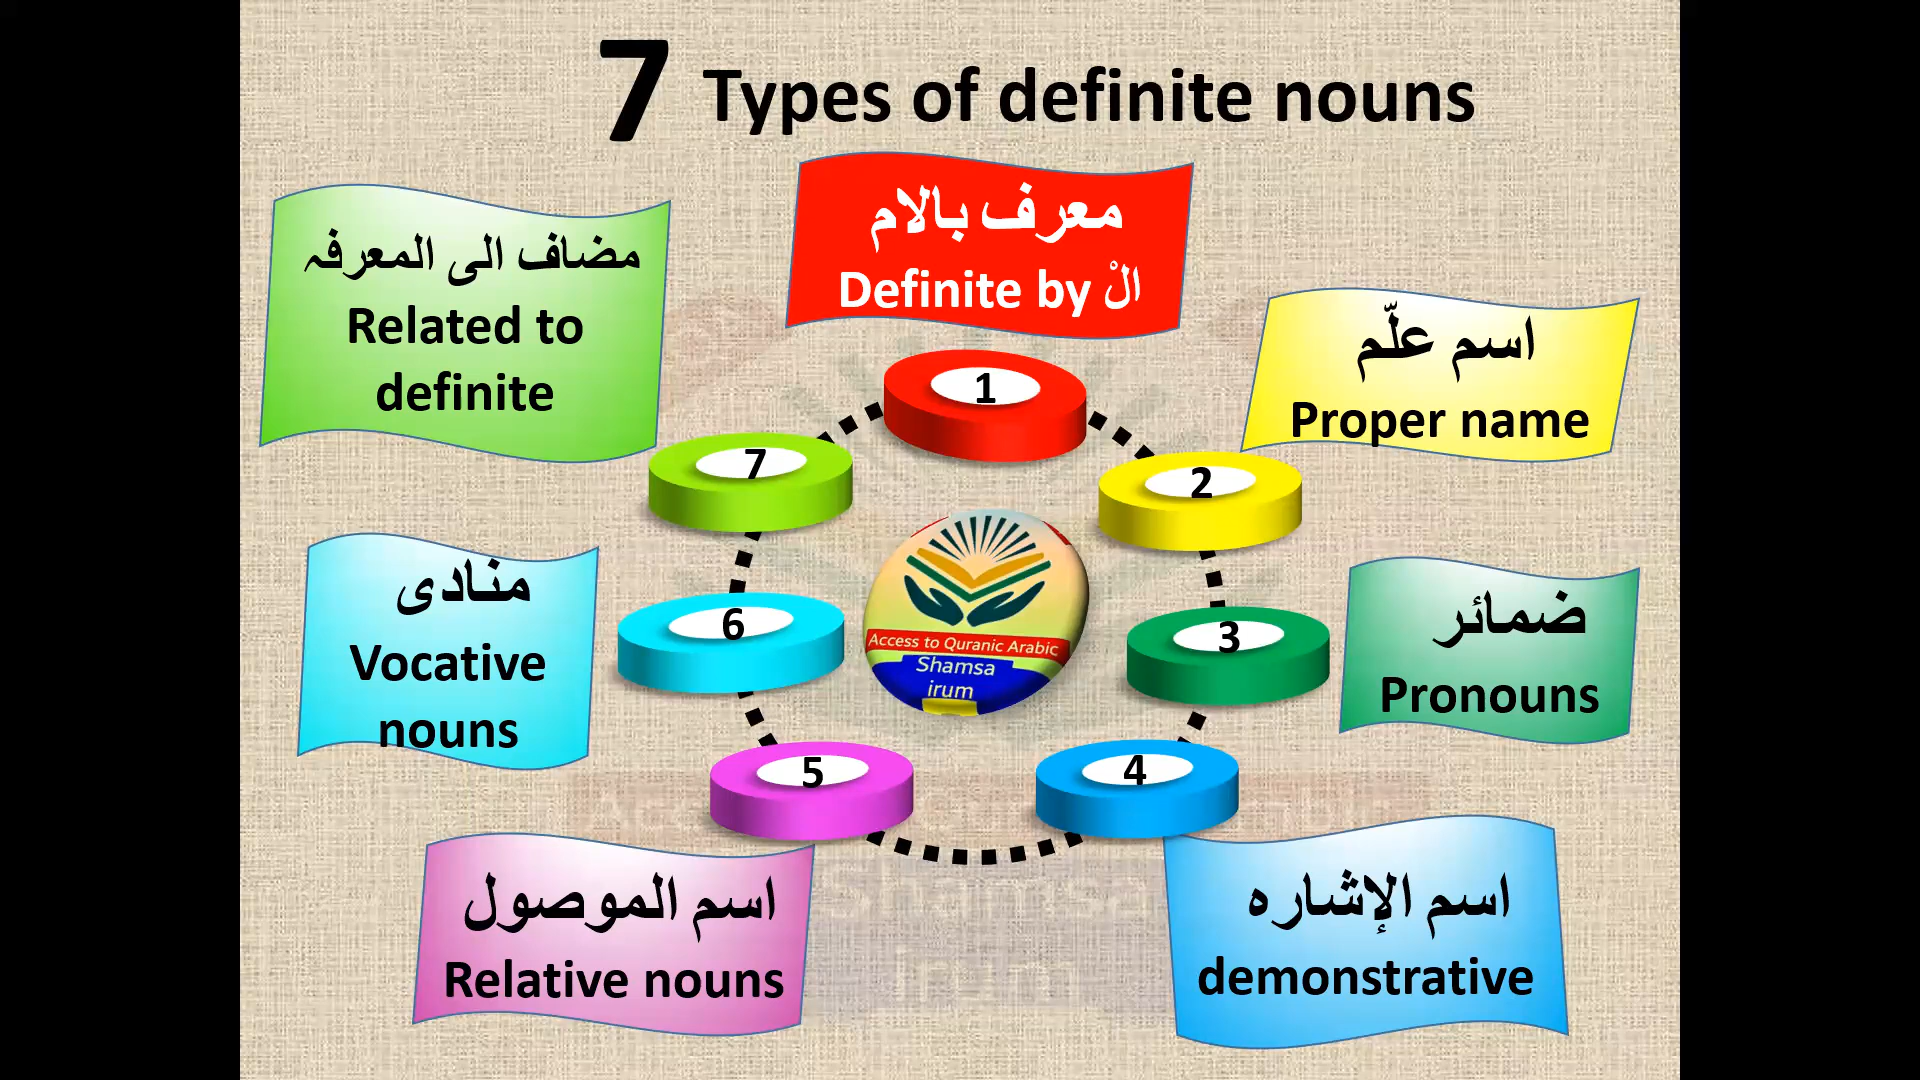 7 Types of definite nouns
معرف بالام
Definite by الْ
1
اسم علّم
Proper name
2
ضمائر
Pronouns
3
اسم الإشاره
demonstrative
4
اسم الموصول
Relative nouns
5
منادی
Vocative
nouns
6
مضاف الی المعرفہ
Related to
definite
7
Access to Quranic Arabic
Shamsa
irum